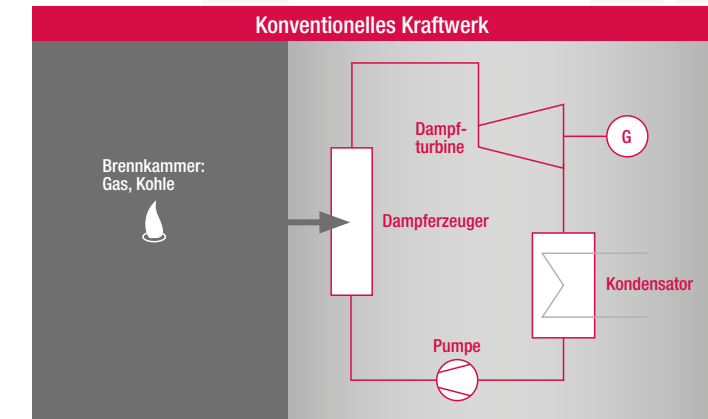 Konventionelles Kraftwerk
Dampf-
turbine
G
Brennkammer:
Gas, Kohle
Dampferzeuger
Kondensator
Pumpe